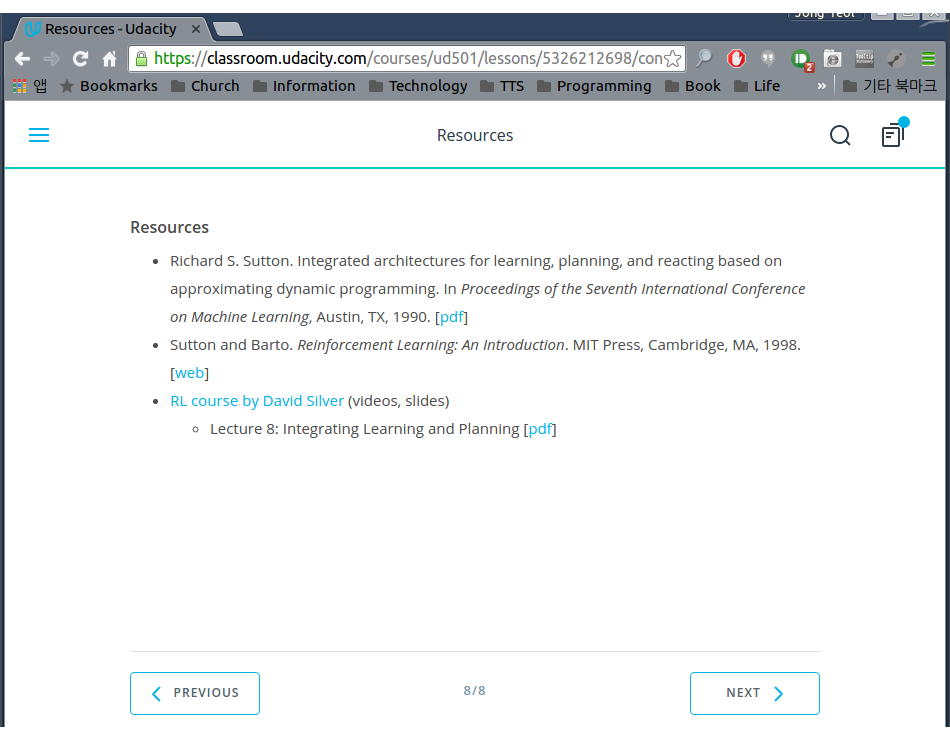 Jong Yeol
Resources - Udacity ×
https://classroom.udacity.com/courses/ud501/lessons/5326212698/con
2
앱 Bookmarks Church Information Technology TTS Programming Book Life » 기타 북마크
Resources
Resources
• Richard S. Sutton. Integrated architectures for learning, planning, and reacting based on
approximating dynamic programming. In Proceedings of the Seventh International Conference
on Machine Learning, Austin, TX, 1990. [pdf]
• Sutton and Barto. Reinforcement Learning: An Introduction. MIT Press, Cambridge, MA, 1998.
[web]
• RL course by David Silver (videos, slides)
◦ Lecture 8: Integrating Learning and Planning [pdf]
PREVIOUS 8/8 NEXT